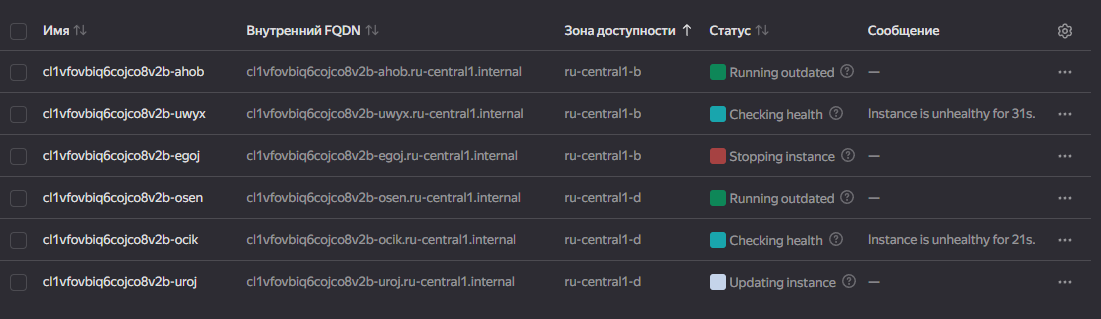 Имя Внутренний FQDN Зона доступности Статус Сообщение
cl1vfovbiq6cojco8v2b-ahob cl1vfovbiq6cojco8v2b-ahob.ru-central1.internal ru-central1-b Running outdated —
cl1vfovbiq6cojco8v2b-uwyx cl1vfovbiq6cojco8v2b-uwyx.ru-central1.internal ru-central1-b Checking health Instance is unhealthy for 31s.
cl1vfovbiq6cojco8v2b-egoj cl1vfovbiq6cojco8v2b-egoj.ru-central1.internal ru-central1-b Stopping instance —
cl1vfovbiq6cojco8v2b-osen cl1vfovbiq6cojco8v2b-osen.ru-central1.internal ru-central1-d Running outdated —
cl1vfovbiq6cojco8v2b-ocik cl1vfovbiq6cojco8v2b-ocik.ru-central1.internal ru-central1-d Checking health Instance is unhealthy for 21s.
cl1vfovbiq6cojco8v2b-uroj cl1vfovbiq6cojco8v2b-uroj.ru-central1.internal ru-central1-d Updating instance —